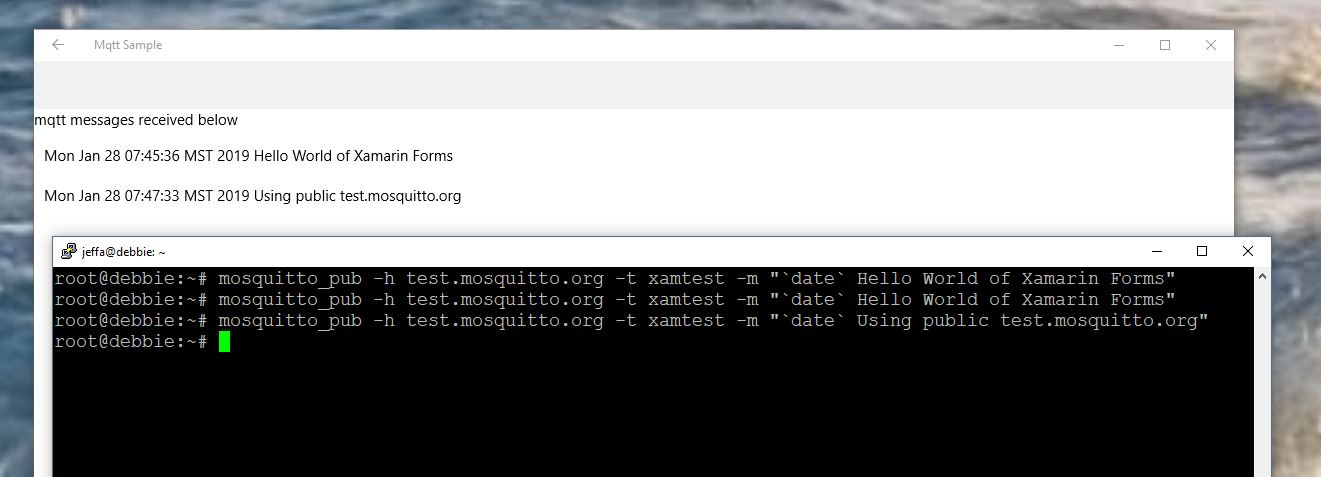 Mqtt Sample
mqtt messages received below
Mon Jan 28 07:45:36 MST 2019 Hello World of Xamarin Forms
Mon Jan 28 07:47:33 MST 2019 Using public test.mosquitto.org
jeffa@debbie: ~
root@debbie:~# mosquitto_pub -h test.mosquitto.org -t xamtest -m "`date` Hello World of Xamarin Forms"
root@debbie:~# mosquitto_pub -h test.mosquitto.org -t xamtest -m "`date` Hello World of Xamarin Forms"
root@debbie:~# mosquitto_pub -h test.mosquitto.org -t xamtest -m "`date` Using public test.mosquitto.org"
root@debbie:~#